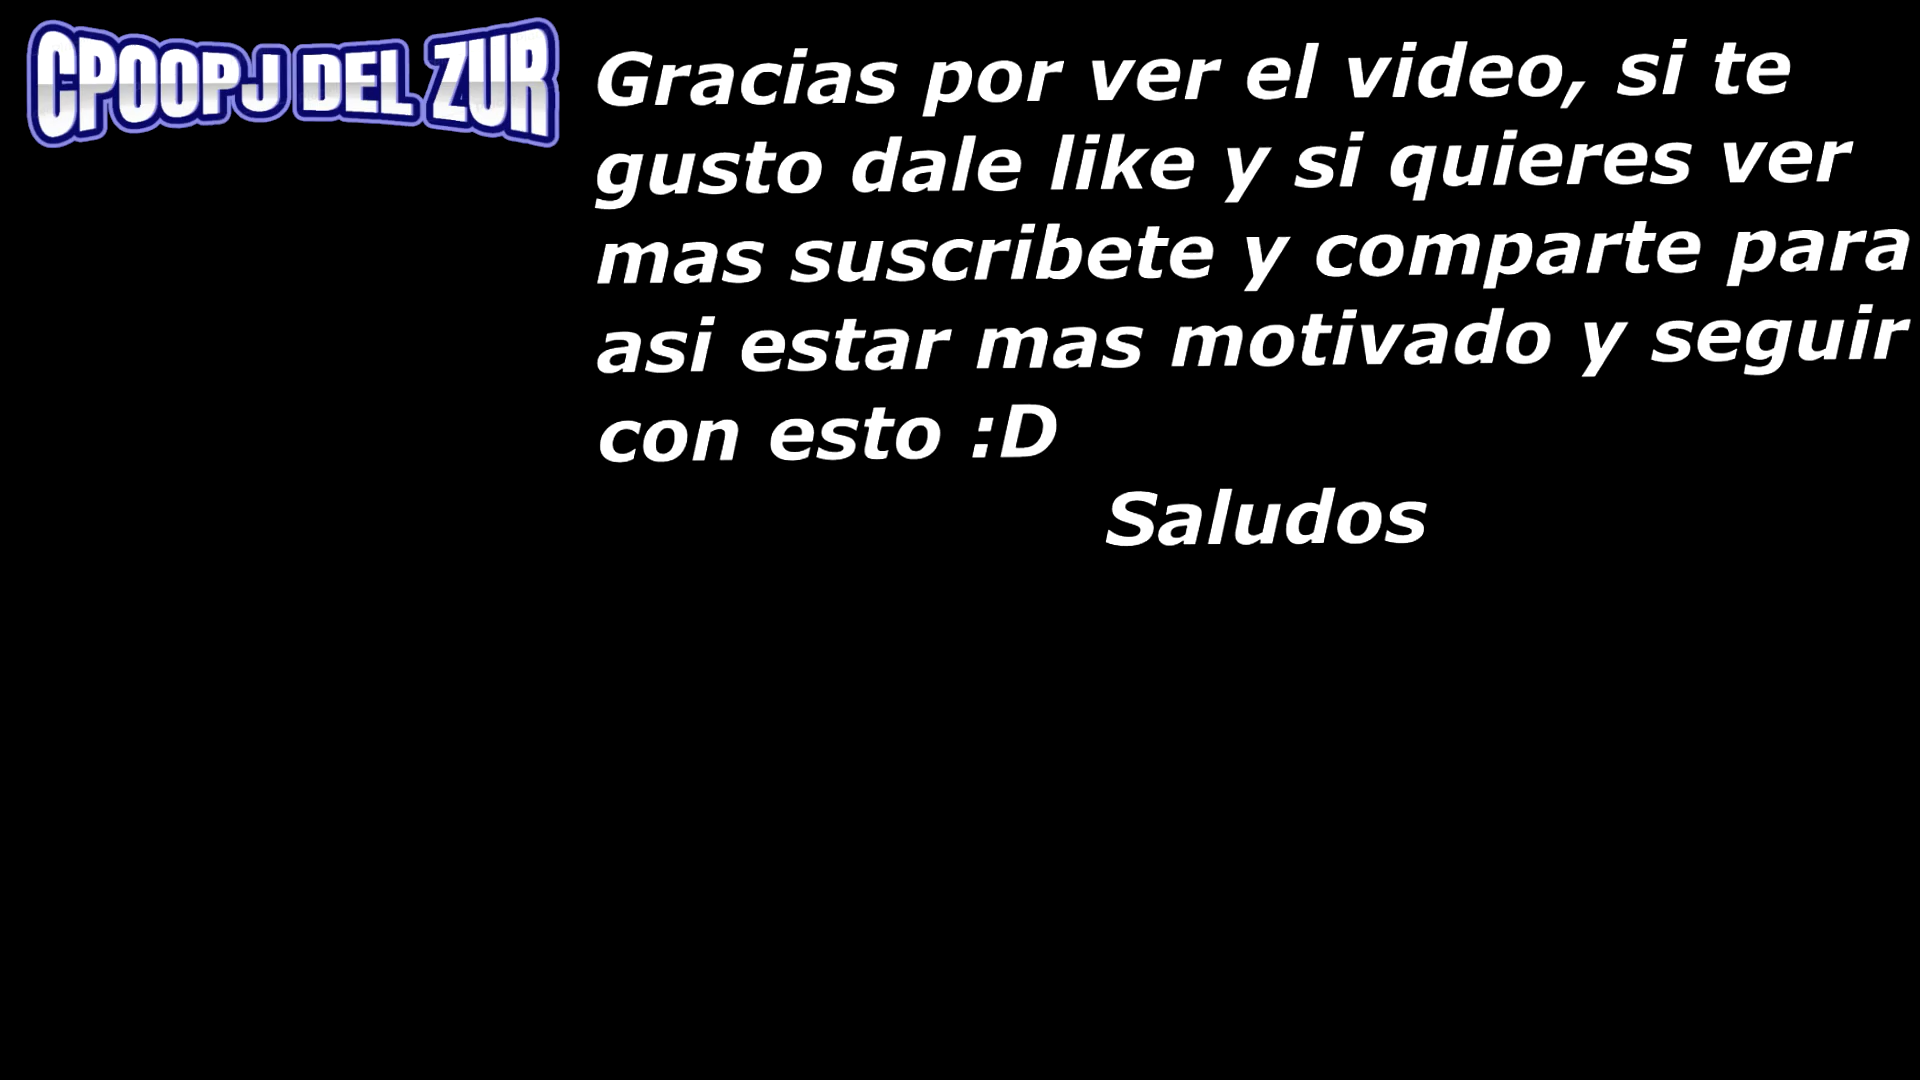 CPOOPJ DEL ZUR
Gracias por ver el video, si te
gusto dale like y si quieres ver
mas suscribete y comparte para
asi estar mas motivado y seguir
con esto :D
Saludos